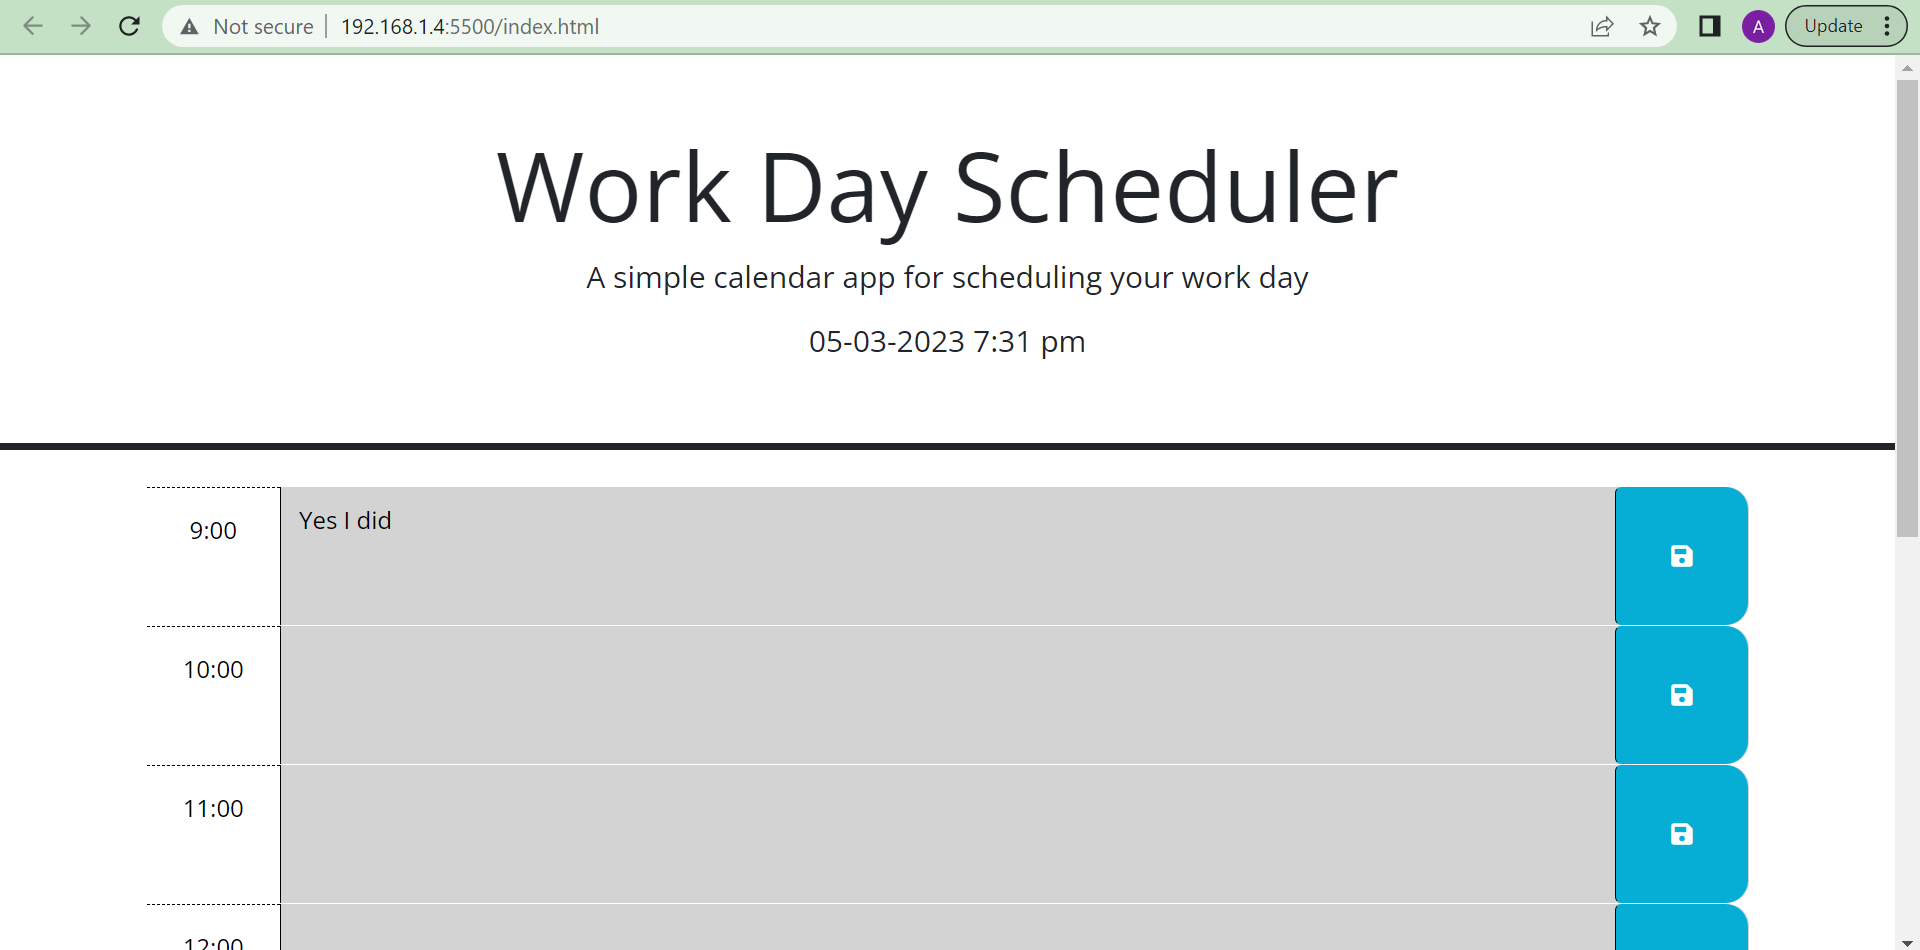 Not secure 192.168.1.4:5500/index.html A Update
Work Day Scheduler
A simple calendar app for scheduling your work day
05-03-2023 7:31 pm
9:00 Yes I did
10:00
11:00
12:00